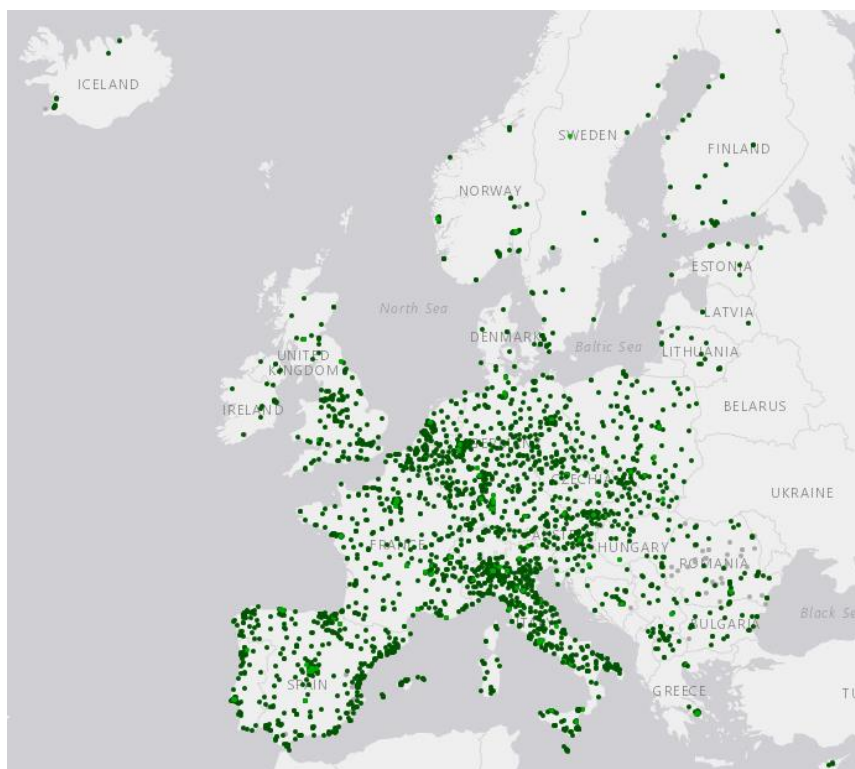 ICELAND
SWEDEN
FINLAND
NORWAY
ESTONIA
North Sea
LATVIA
DENMARK
Baltic Sea
LITHUANIA
UNITED
KINGDOM
IRELAND
BELARUS
UKRAINE
FRANCE
HUNGARY
ROMANIA
Black Se
BULGARIA
SPAIN
GREECE
TU